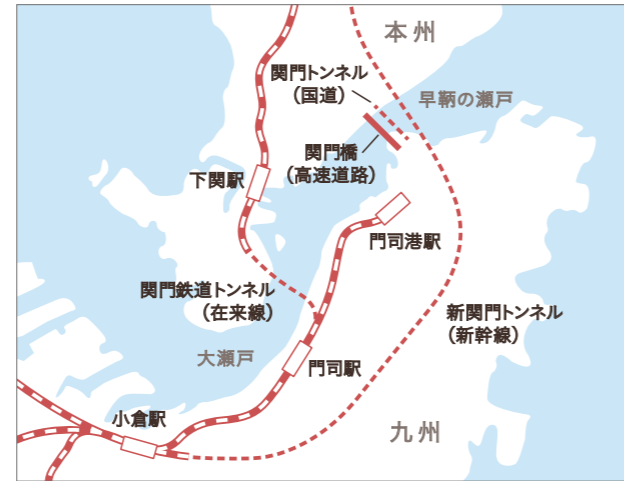 本州
関門トンネル
（国道）
早鞆の瀬戸
関門橋
（高速道路）
下関駅
門司港駅
関門鉄道トンネル
（在来線）
新関門トンネル
（新幹線）
大瀬戸
門司駅
小倉駅
九州